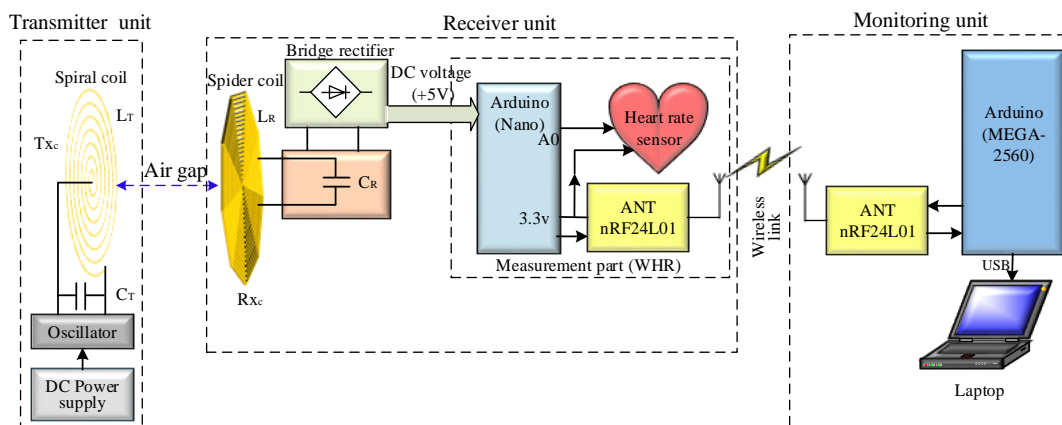 Transmitter unit
Spiral coil
LT
Txc
CT
Oscillator
DC Power
supply
Air gap
Receiver unit
Bridge rectifier
Spider coil
LR
CR
Rxc
DC voltage
(+5V)
Arduino
(Nano)
A0
3.3v
Heart rate
sensor
ANT
nRF24L01
Measurement part (WHR)
Wireless
link
Monitoring unit
Arduino
(MEGA-
2560)
ANT
nRF24L01
USB
Laptop